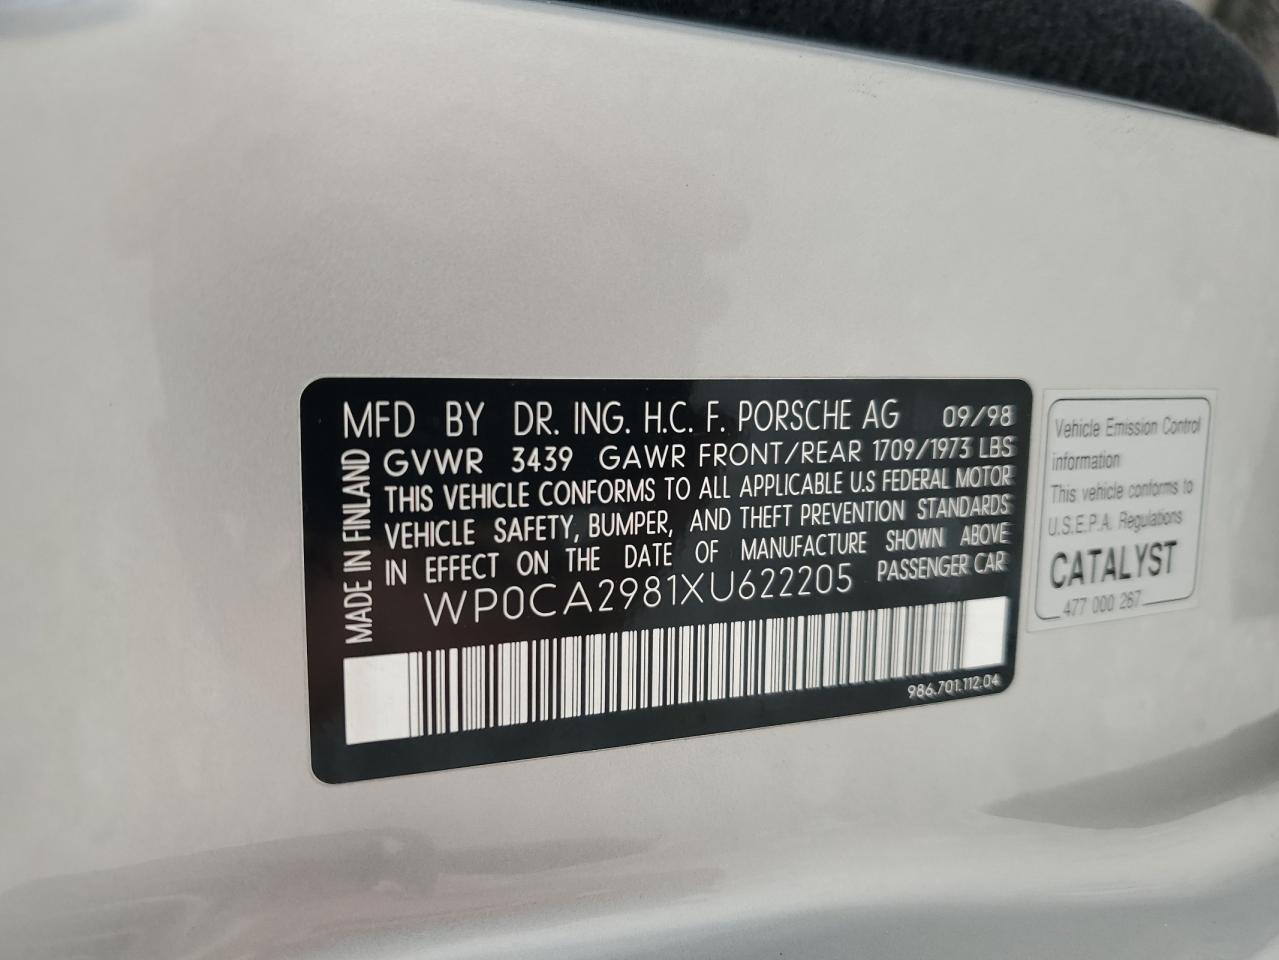 MFD BY DR. ING. H.C. F. PORSCHE AG 09/98
MADE IN FINLAND
GVWR 3439 GAWR FRONT/REAR 1709/1973 LBS
THIS VEHICLE CONFORMS TO ALL APPLICABLE U.S FEDERAL MOTOR
VEHICLE SAFETY, BUMPER, AND THEFT PREVENTION STANDARDS
IN EFFECT ON THE DATE OF MANUFACTURE SHOWN ABOVE
WP0CA2981XU622205 PASSENGER CAR
986.701.112.04
Vehicle Emission Control
information
This vehicle conforms to
U.S.E.P.A. Regulations
CATALYST
477 000 267